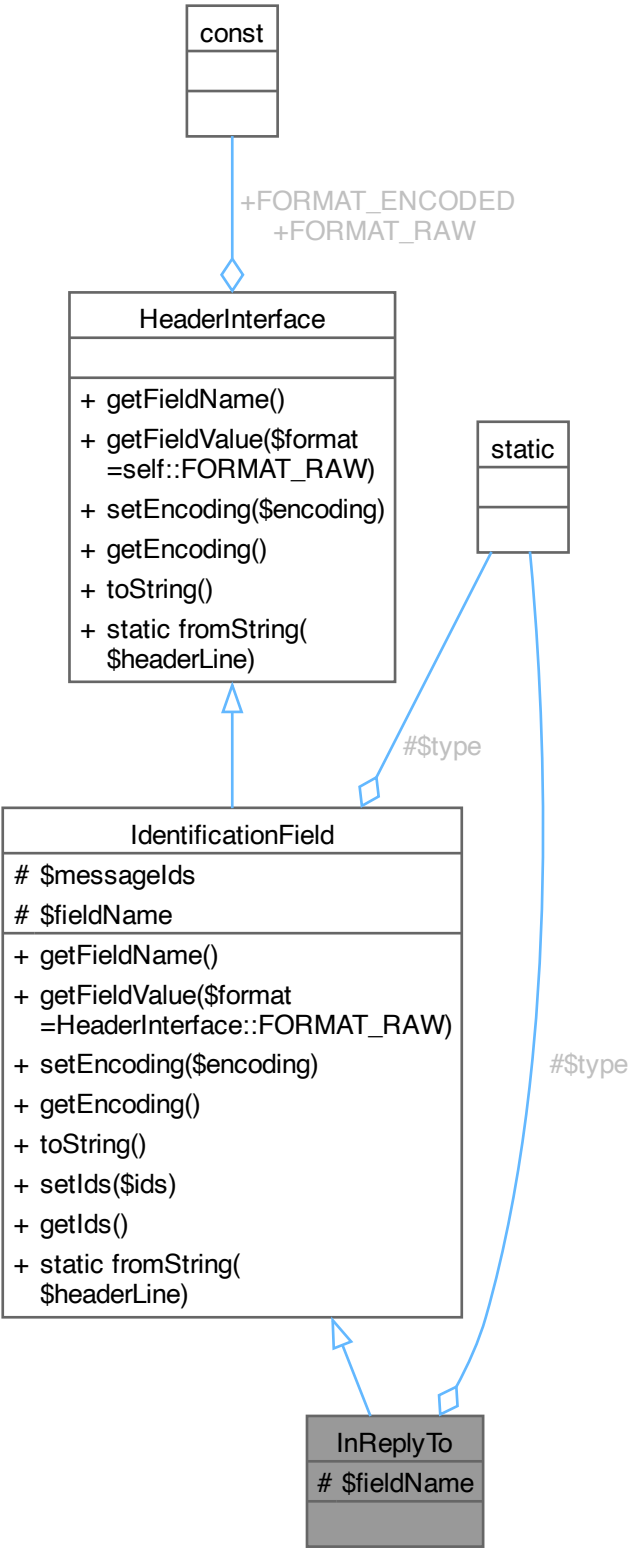 const
+FORMAT_ENCODED
+FORMAT_RAW
HeaderInterface
+ getFieldName()
+ getFieldValue($format
=self::FORMAT_RAW)
+ setEncoding($encoding)
+ getEncoding()
+ toString()
+ static fromString(
$headerLine)
static
#$type
IdentificationField
# $messageIds
# $fieldName
+ getFieldName()
+ getFieldValue($format
=HeaderInterface::FORMAT_RAW)
+ setEncoding($encoding)
+ getEncoding()
+ toString()
+ setIds($ids)
+ getIds()
+ static fromString(
$headerLine)
#$type
InReplyTo
# $fieldName